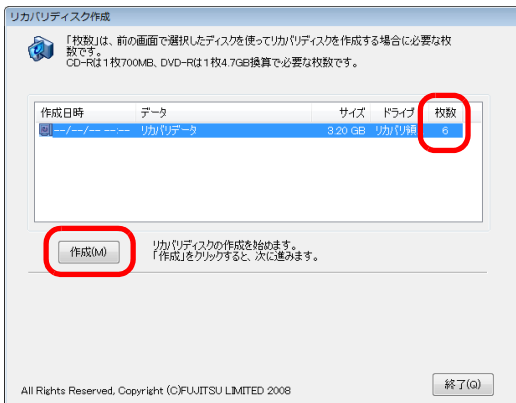 リカバリディスク作成
「枚数」は、前の画面で選択したディスクを使ってリカバリディスクを作成する場合に必要な枚
数です。
CD-Rは1枚700MB、DVD-Rは1枚4.7GB換算で必要な枚数です。
作成日時 データ サイズ ドライブ 枚数
--/--/-- --:-- リカバリデータ 3.20 GB リカバリ領 6
作成(M)
リカバリディスクの作成を始めます。
「作成」をクリックすると、次に進みます。
All Rights Reserved, Copyright (C)FUJITSU LIMITED 2008
終了(Q)